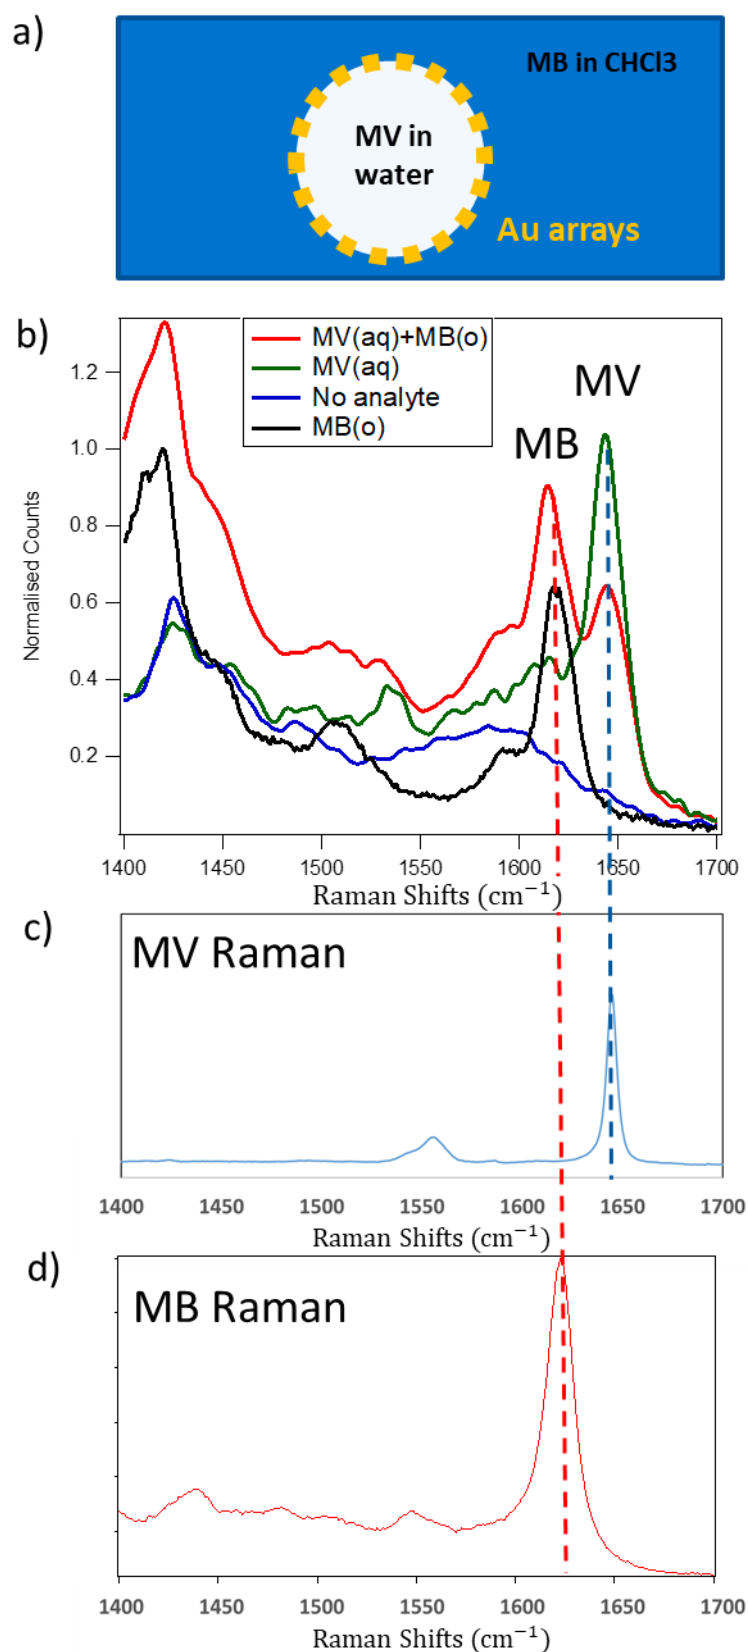 a)
MB in CHCl3
MV in
water
Au arrays
b)
MV(aq)+MB(o)
MV(aq)
No analyte
MB(o)
MV
MB
1.2
1.0
0.8
0.6
0.4
0.2
Normalised Counts
1400 1450 1500 1550 1600 1650 1700
Raman Shifts (cm⁻¹)
c)
MV Raman
1400 1450 1500 1550 1600 1650 1700
Raman Shifts (cm⁻¹)
d)
MB Raman
1400 1450 1500 1550 1600 1650 1700
Raman Shifts (cm⁻¹)